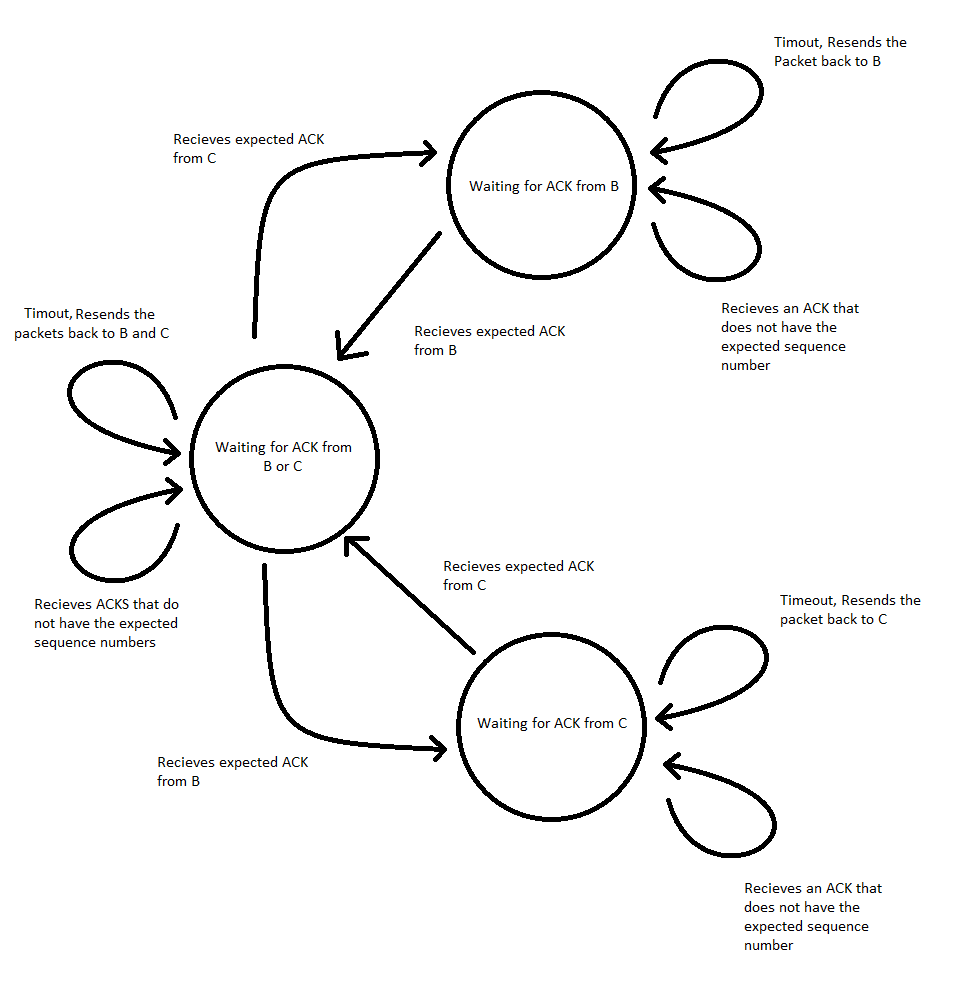 Timout, Resends the
Packet back to B
Recieves expected ACK
from C
Waiting for ACK from B
Recieves an ACK that
does not have the
expected sequence
number
Timout, Resends the
packets back to B and C
Recieves expected ACK
from B
Waiting for ACK from
B or C
Recieves expected ACK
from C
Recieves ACKS that do
not have the expected
sequence numbers
Timeout, Resends the
packet back to C
Waiting for ACK from C
Recieves expected ACK
from B
Recieves an ACK that
does not have the
expected sequence
number